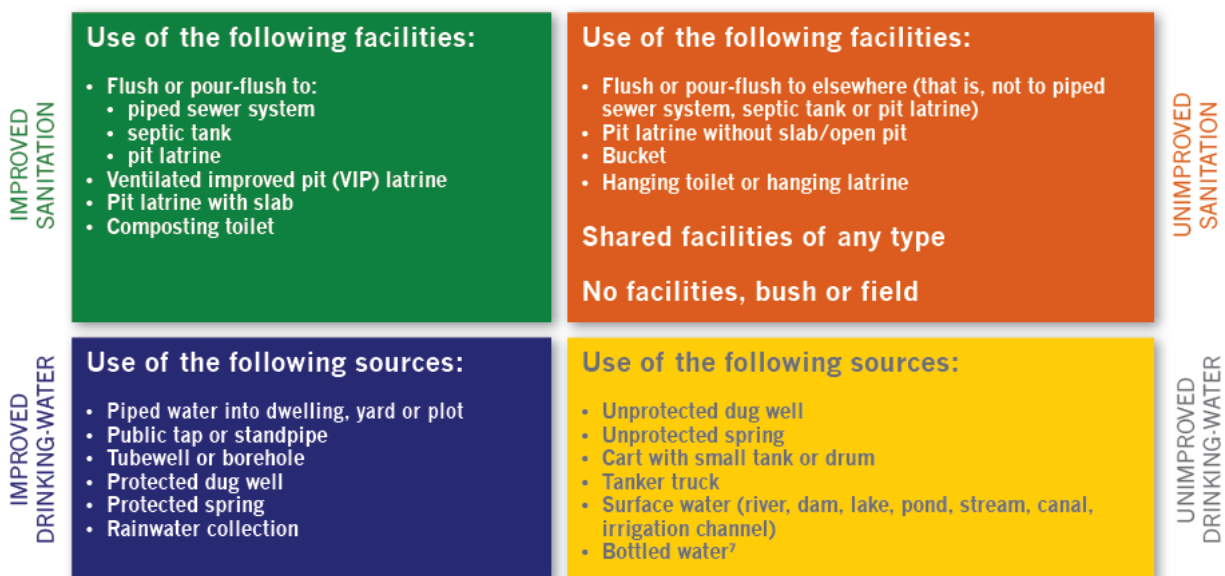 IMPROVED
SANITATION
Use of the following facilities:
• Flush or pour-flush to:
• piped sewer system
• septic tank
• pit latrine
• Ventilated improved pit (VIP) latrine
• Pit latrine with slab
• Composting toilet
Use of the following facilities:
• Flush or pour-flush to elsewhere (that is, not to piped
sewer system, septic tank or pit latrine)
• Pit latrine without slab/open pit
• Bucket
• Hanging toilet or hanging latrine
Shared facilities of any type
No facilities, bush or field
UNIMPROVED
SANITATION
IMPROVED
DRINKING-WATER
Use of the following sources:
• Piped water into dwelling, yard or plot
• Public tap or standpipe
• Tubewell or borehole
• Protected dug well
• Protected spring
• Rainwater collection
Use of the following sources:
• Unprotected dug well
• Unprotected spring
• Cart with small tank or drum
• Tanker truck
• Surface water (river, dam, lake, pond, stream, canal,
irrigation channel)
• Bottled water⁷
UNIMPROVED
DRINKING-WATER